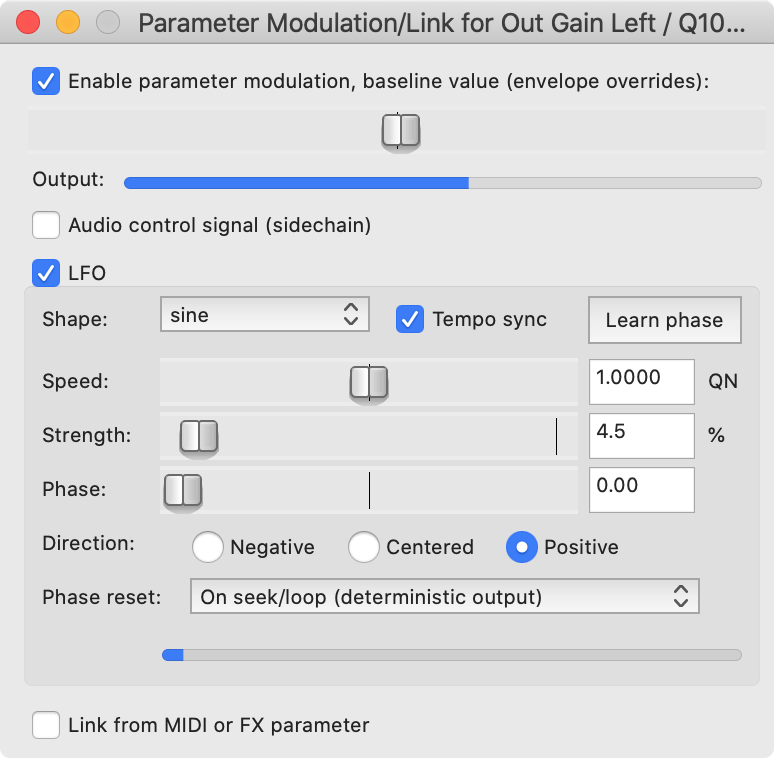 Parameter Modulation/Link for Out Gain Left / Q10...
Enable parameter modulation, baseline value (envelope overrides):
Output:
Audio control signal (sidechain)
LFO
Shape: sine Tempo sync Learn phase
Speed: 1.0000 QN
Strength: 4.5 %
Phase: 0.00
Direction: Negative Centered Positive
Phase reset: On seek/loop (deterministic output)
Link from MIDI or FX parameter